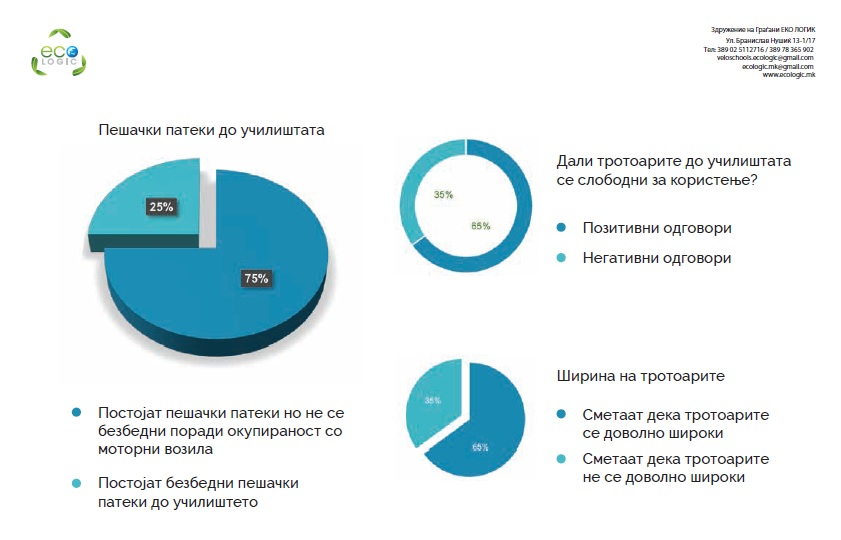 eco
LOGIC
Здружение на Граѓани ЕКО ЛОГИК
Ул. Бранислав Нушиќ 13-1/17
Тел: 389 02 5112716 / 389 78 365 902
veloschools.ecologic@gmail.com
ecologic.mk@gmail.com
www.ecologic.mk
Пешачки патеки до училиштата
25%
75%
Постојат пешачки патеки но не се
безбедни поради окупираност со
моторни возила
Постојат безбедни пешачки
патеки до училиштето
35%
65%
Дали тротоарите до училиштата
се слободни за користење?
Позитивни одговори
Негативни одговори
35%
65%
Ширина на тротоарите
Сметаат дека тротоарите
се доволно широки
Сметаат дека тротоарите
не се доволно широки